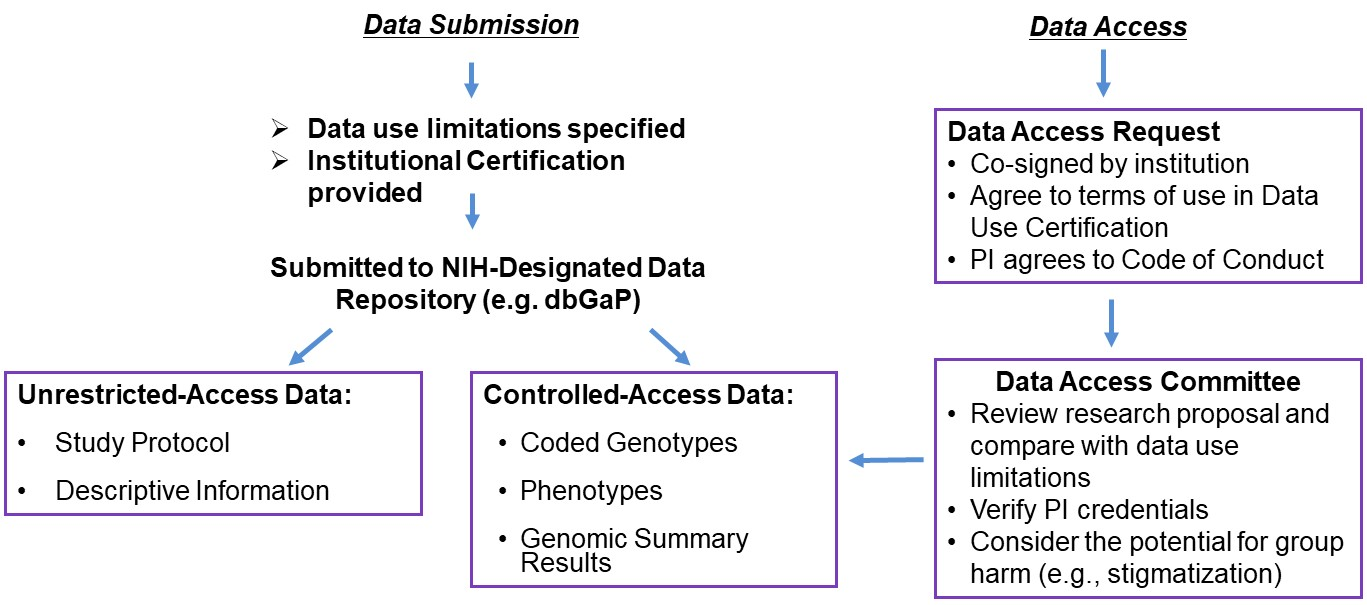 Data Submission
➢ Data use limitations specified
➢ Institutional Certification
provided
Submitted to NIH-Designated Data
Repository (e.g. dbGaP)
Unrestricted-Access Data:
• Study Protocol
• Descriptive Information
Controlled-Access Data:
• Coded Genotypes
• Phenotypes
• Genomic Summary
Results
Data Access
Data Access Request
• Co-signed by institution
• Agree to terms of use in Data
Use Certification
• PI agrees to Code of Conduct
Data Access Committee
• Review research proposal and
compare with data use
limitations
• Verify PI credentials
• Consider the potential for group
harm (e.g., stigmatization)